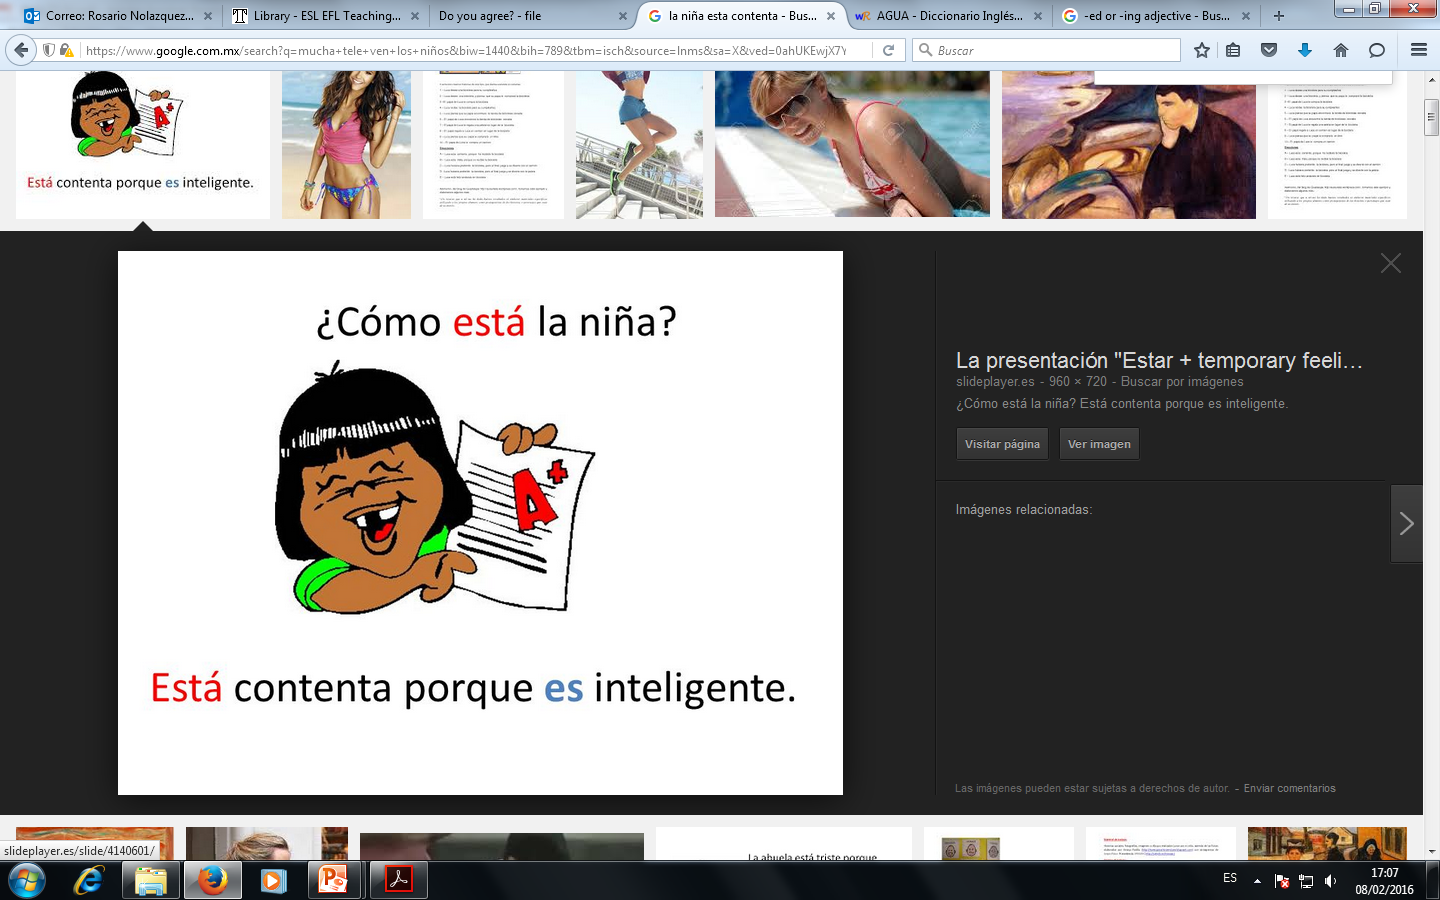 Correo: Rosario Nolazquez...
Library - ESL EFL Teaching...
Do you agree? - file
la niña esta contenta - Bus...
AGUA - Diccionario Inglés...
-ed or -ing adjective - Bus...
https://www.google.com.mx/search?q=mucha+tele+ven+los+niños&biw=1440&bih=789&tbm=isch&source=lnms&sa=X&ved=0ahUKEwjX7Y
Buscar
A+
Está contenta porque es inteligente.
¿Cómo está la niña?
A+
Está contenta porque es inteligente.
La presentación "Estar + temporary feeli...
slideplayer.es - 960 × 720 - Buscar por imágenes
¿Cómo está la niña? Está contenta porque es inteligente.
Visitar página
Ver imagen
Imágenes relacionadas:
Las imágenes pueden estar sujetas a derechos de autor. - Enviar comentarios
La abuela está triste porque
slideplayer.es/slide/4140601/
ES
17:07
08/02/2016